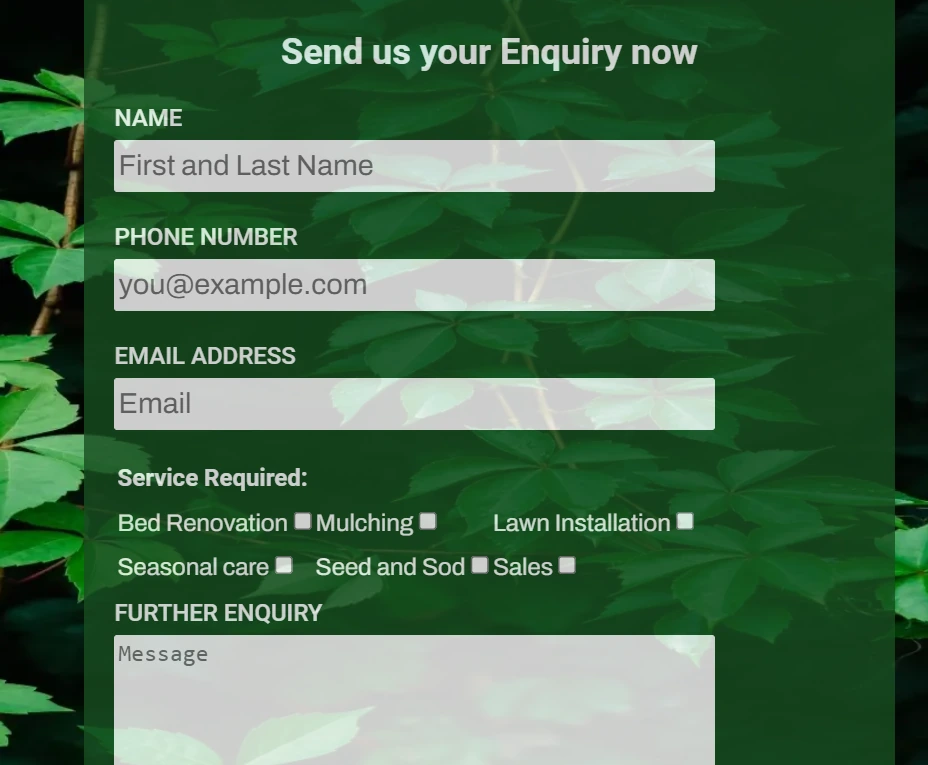 Send us your Enquiry now
NAME
First and Last Name
PHONE NUMBER
you@example.com
EMAIL ADDRESS
Email
Service Required:
Bed Renovation Mulching Lawn Installation
Seasonal care Seed and Sod Sales
FURTHER ENQUIRY
Message